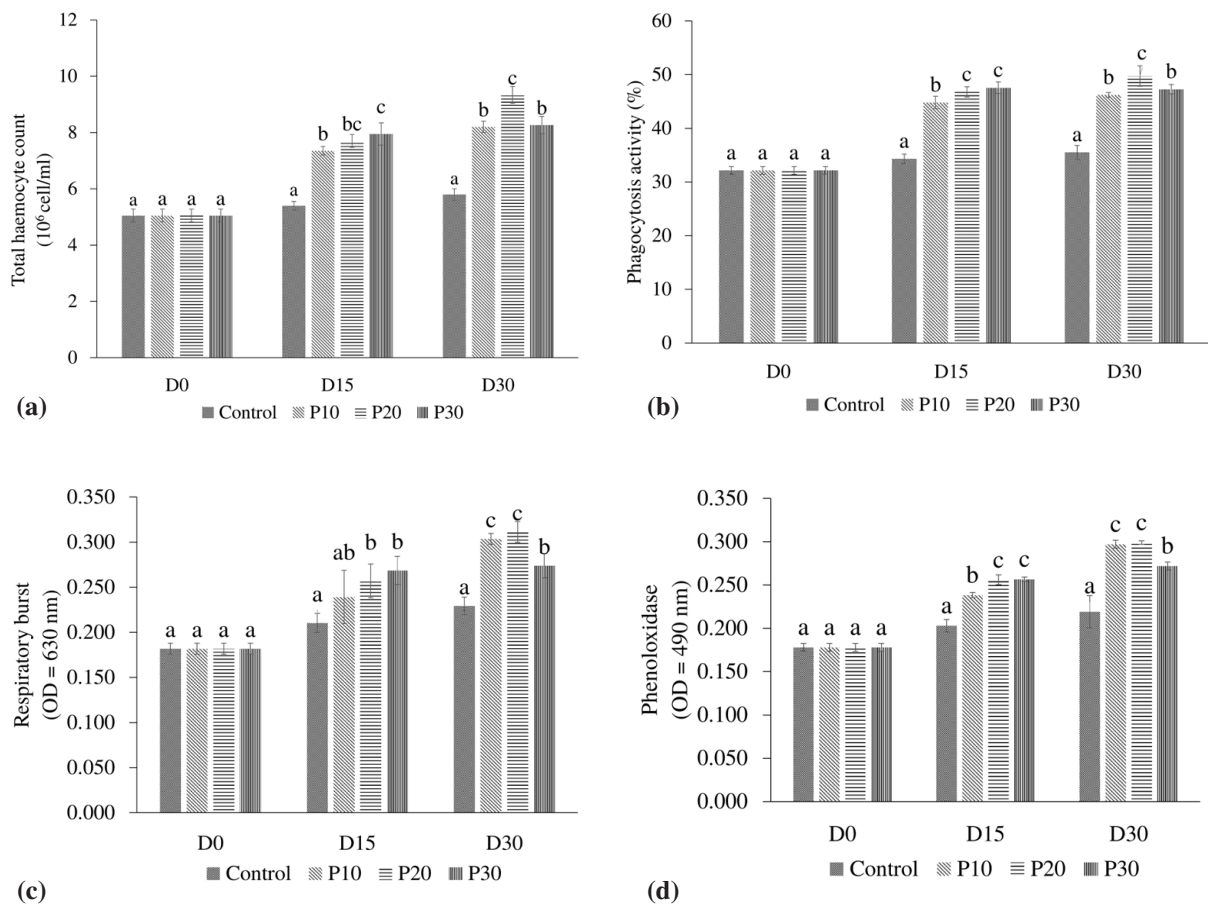 12
10
8
6
4
2
0
Total haemocyte count
(10⁶ cell/ml)
a a a a
a b bc c
a b c b
D0 D15 D30
Control P10 P20 P30
(a)
60
50
40
30
20
10
0
Phagocytosis activity (%)
a a a a
a b c c
a b c b
D0 D15 D30
Control P10 P20 P30
(b)
0.350
0.300
0.250
0.200
0.150
0.100
0.050
0.000
Respiratory burst
(OD = 630 nm)
a a a a
a ab b b
a c c b
D0 D15 D30
Control P10 P20 P30
(c)
0.350
0.300
0.250
0.200
0.150
0.100
0.050
0.000
Phenoloxidase
(OD = 490 nm)
a a a a
a b c c
a c c b
D0 D15 D30
Control P10 P20 P30
(d)